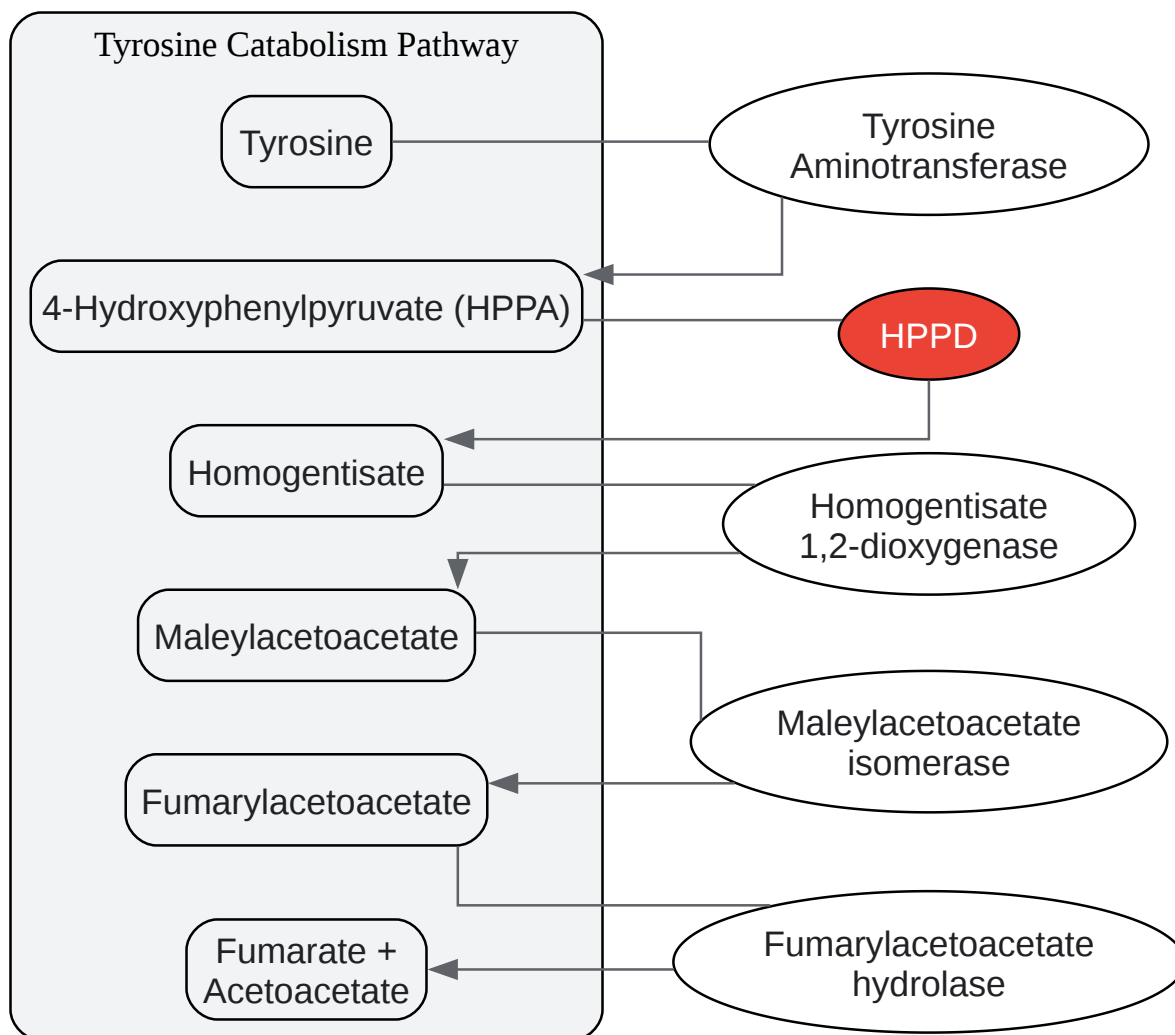 Tyrosine Catabolism Pathway
Tyrosine
Tyrosine
Aminotransferase
4-Hydroxyphenylpyruvate (HPPA)
HPPD
Homogentisate
Homogentisate
1,2-dioxygenase
Maleylacetoacetate
Maleylacetoacetate
isomerase
Fumarylacetoacetate
Fumarate +
Acetoacetate
Fumarylacetoacetate
hydrolase